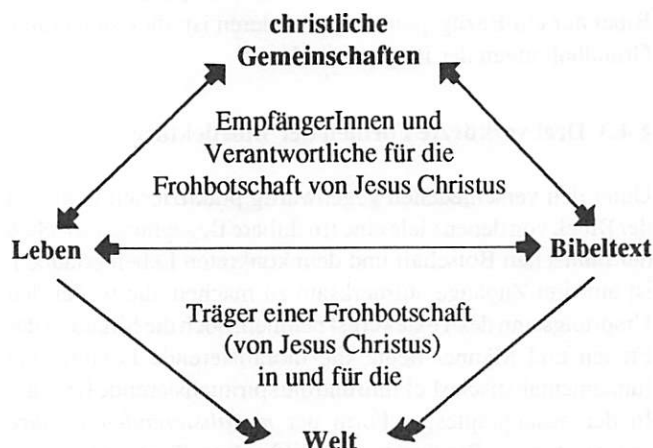 christliche
Gemeinschaften
EmpfängerInnen und
Verantwortliche für die
Frohbotschaft von Jesus Christus
Leben
Bibeltext
Träger einer Frohbotschaft
(von Jesus Christus)
in und für die
Welt